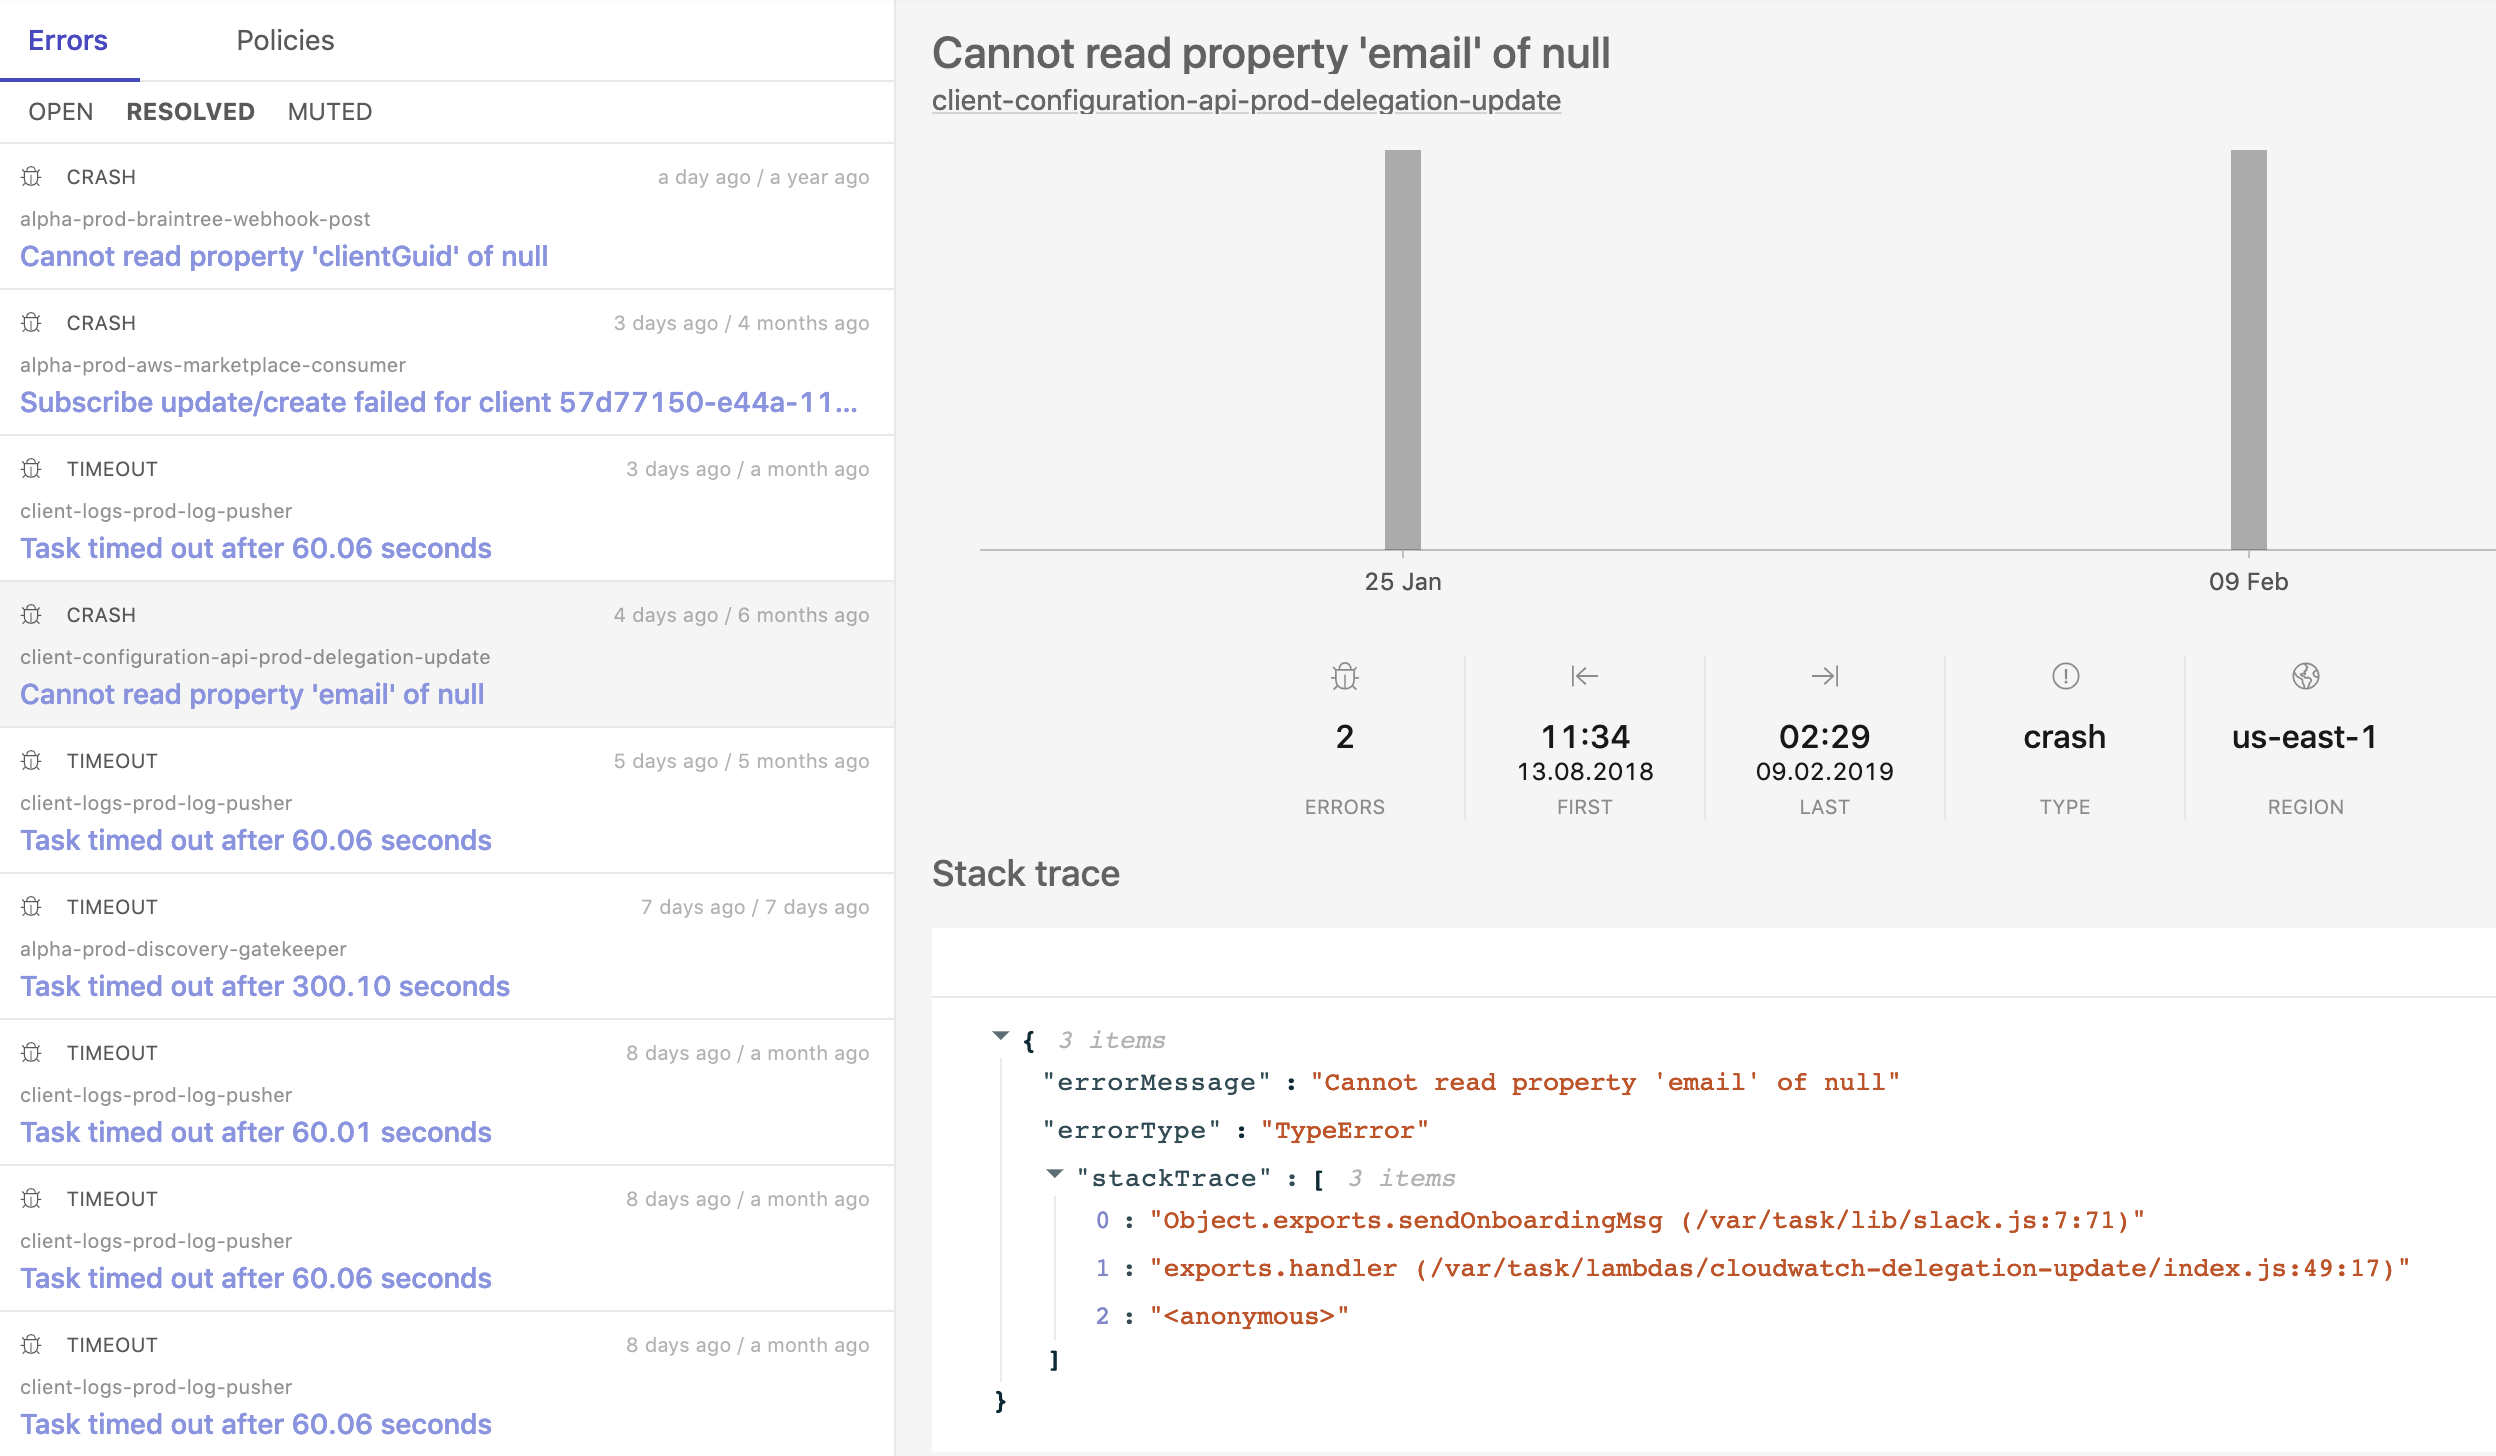 Errors
Policies
OPEN
RESOLVED
MUTED
CRASH
a day ago / a year ago
alpha-prod-braintree-webhook-post
Cannot read property 'clientGuid' of null
CRASH
3 days ago / 4 months ago
alpha-prod-aws-marketplace-consumer
Subscribe update/create failed for client 57d77150-e44a-11...
TIMEOUT
3 days ago / a month ago
client-logs-prod-log-pusher
Task timed out after 60.06 seconds
CRASH
4 days ago / 6 months ago
client-configuration-api-prod-delegation-update
Cannot read property 'email' of null
TIMEOUT
5 days ago / 5 months ago
client-logs-prod-log-pusher
Task timed out after 60.06 seconds
TIMEOUT
7 days ago / 7 days ago
alpha-prod-discovery-gatekeeper
Task timed out after 300.10 seconds
TIMEOUT
8 days ago / a month ago
client-logs-prod-log-pusher
Task timed out after 60.01 seconds
TIMEOUT
8 days ago / a month ago
client-logs-prod-log-pusher
Task timed out after 60.06 seconds
TIMEOUT
8 days ago / a month ago
client-logs-prod-log-pusher
Task timed out after 60.06 seconds
Cannot read property 'email' of null
client-configuration-api-prod-delegation-update
25 Jan
09 Feb
2
ERRORS
11:34
13.08.2018
FIRST
02:29
09.02.2019
LAST
crash
TYPE
us-east-1
REGION
Stack trace
{ 3 items
"errorMessage" : "Cannot read property 'email' of null"
"errorType" : "TypeError"
"stackTrace" : [ 3 items
0 : "Object.exports.sendOnboardingMsg (/var/task/lib/slack.js:7:71)"
1 : "exports.handler (/var/task/lambdas/cloudwatch-delegation-update/index.js:49:17)"
2 : "<anonymous>"
]
}